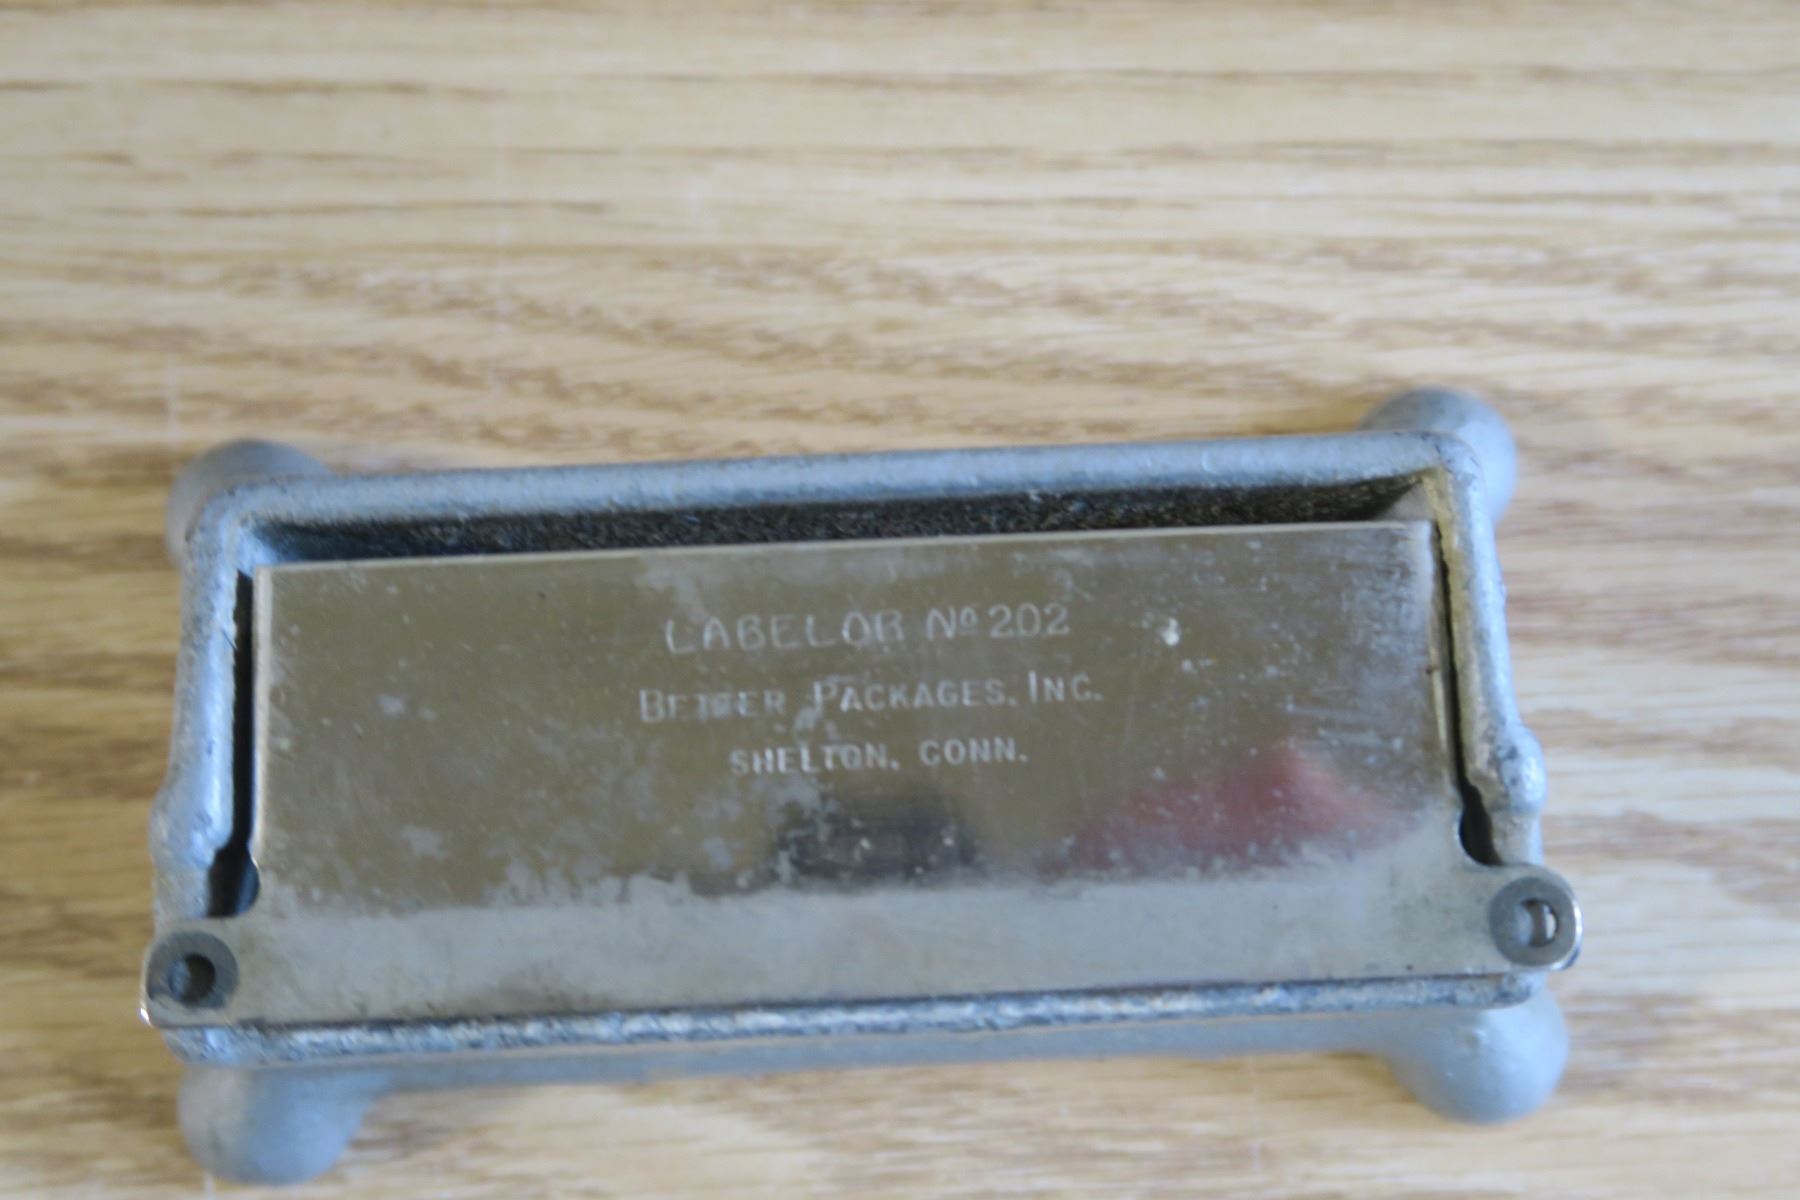 LABELOR Nº 202
BETTER PACKAGES, INC.
SHELTON, CONN.